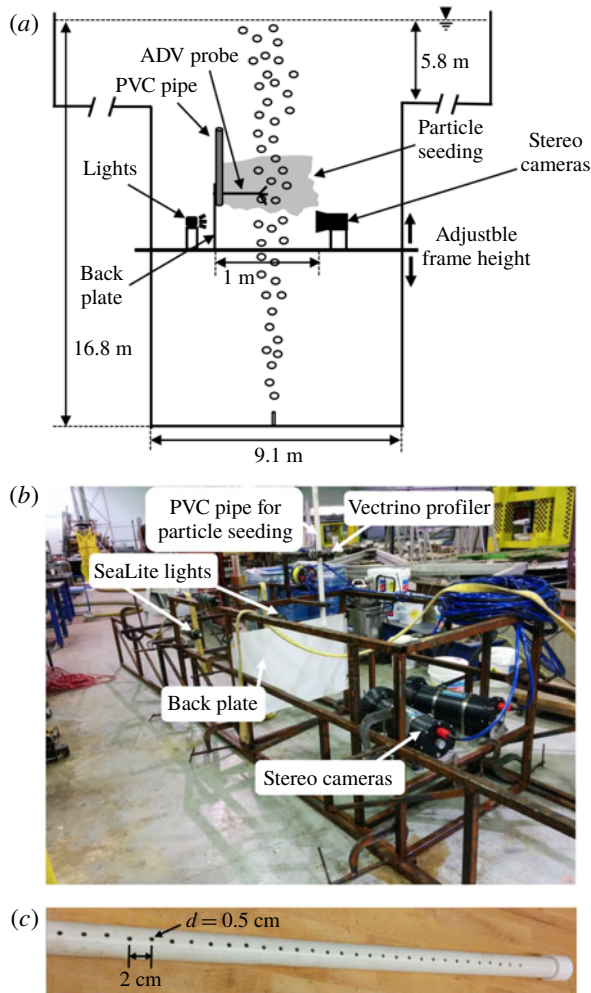 (a)
ADV probe
PVC pipe
5.8 m
Particle
seeding
Stereo
cameras
Lights
Adjustble
frame height
Back
plate
1 m
16.8 m
9.1 m
(b)
PVC pipe for
particle seeding
Vectrino profiler
SeaLite lights
Back plate
Stereo cameras
(c)
d = 0.5 cm
2 cm